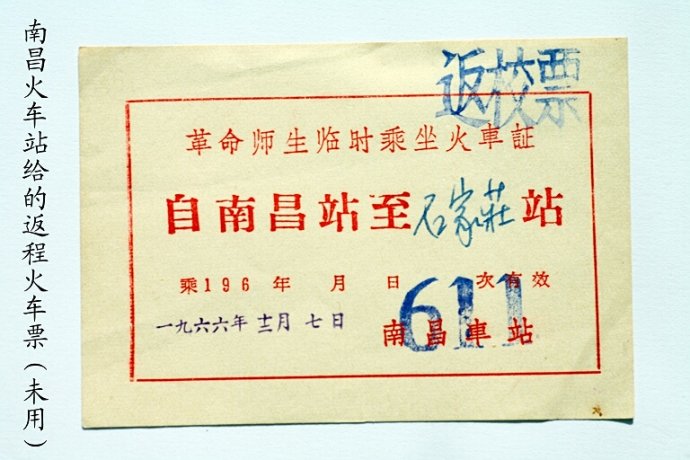 南昌火车站给的返程火车票（未用）
返校票
革命师生临时乘坐火車証
自南昌站至石家莊站
乘196 年 月 日 次有效
611
一九六六年十二月七日
南昌車站